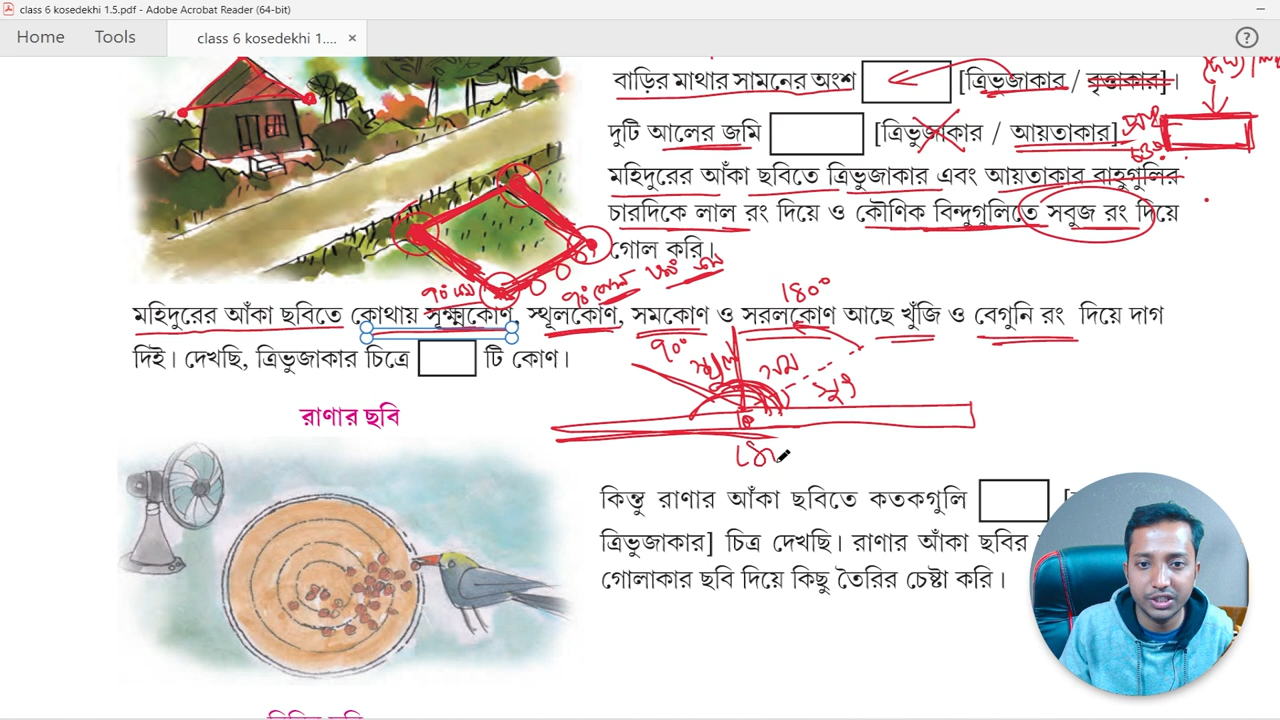 class 6 kosedekhi 1.5.pdf - Adobe Acrobat Reader (64-bit)
Home Tools class 6 kosedekhi 1.... ×
বাড়ির মাথার সামনের অংশ [ত্রিভুজাকার / বৃত্তাকার]।
দুটি আলের জমি [ত্রিভুজাকার / আয়তাকার]
মহিদুরের আঁকা ছবিতে ত্রিভুজাকার এবং আয়তাকার বাহুগুলির
চারদিকে লাল রং দিয়ে ও কৌণিক বিন্দুগুলিতে সবুজ রং দিয়ে
গোল করি।
180°
মহিদুরের আঁকা ছবিতে কোথায় সূক্ষ্মকোণ, স্থূলকোণ, সমকোণ ও সরলকোণ আছে খুঁজি ও বেগুনি রং দিয়ে দাগ
৯০°
দিই। দেখছি, ত্রিভুজাকার চিত্রে টি কোণ।
রাণার ছবি
কিন্তু রাণার আঁকা ছবিতে কতকগুলি
ত্রিভুজাকার] চিত্র দেখছি। রাণার আঁকা ছবির
গোলাকার ছবি দিয়ে কিছু তৈরির চেষ্টা করি।